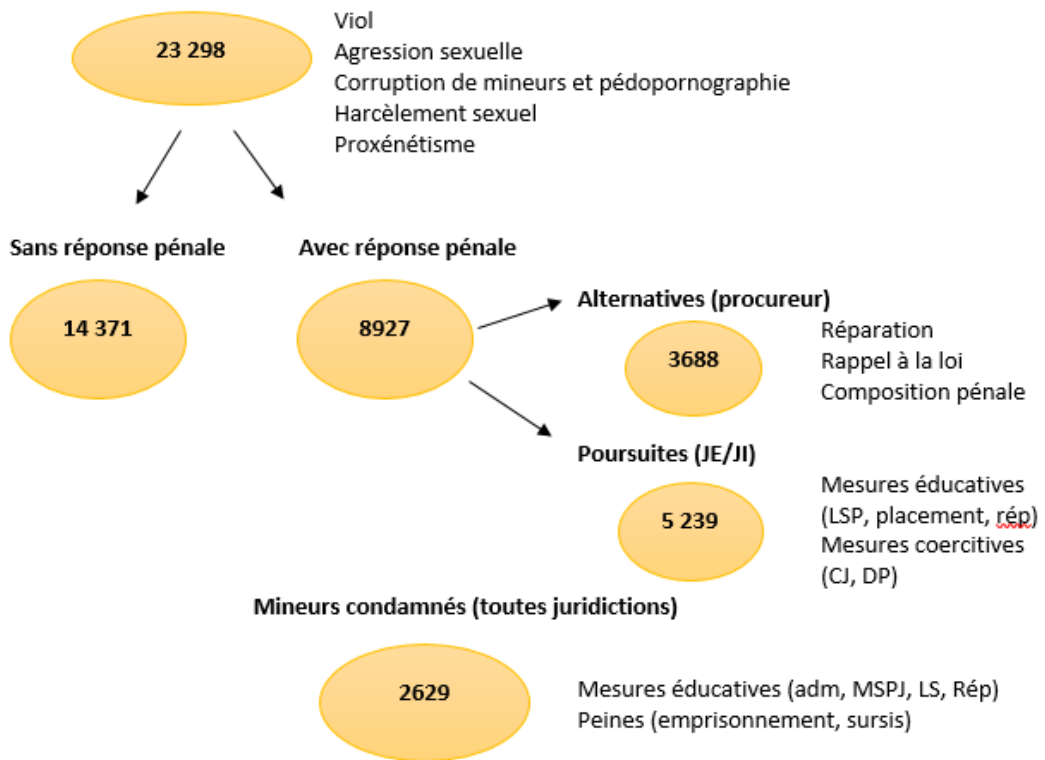 23 298
Viol
Agression sexuelle
Corruption de mineurs et pédopornographie
Harcèlement sexuel
Proxénétisme
Sans réponse pénale
Avec réponse pénale
14 371
8927
Alternatives (procureur)
3688
Réparation
Rappel à la loi
Composition pénale
Poursuites (JE/JI)
5 239
Mesures éducatives
(LSP, placement, rép)
Mesures coercitives
(CJ, DP)
Mineurs condamnés (toutes juridictions)
2629
Mesures éducatives (adm, MSPJ, LS, Rép)
Peines (emprisonnement, sursis)